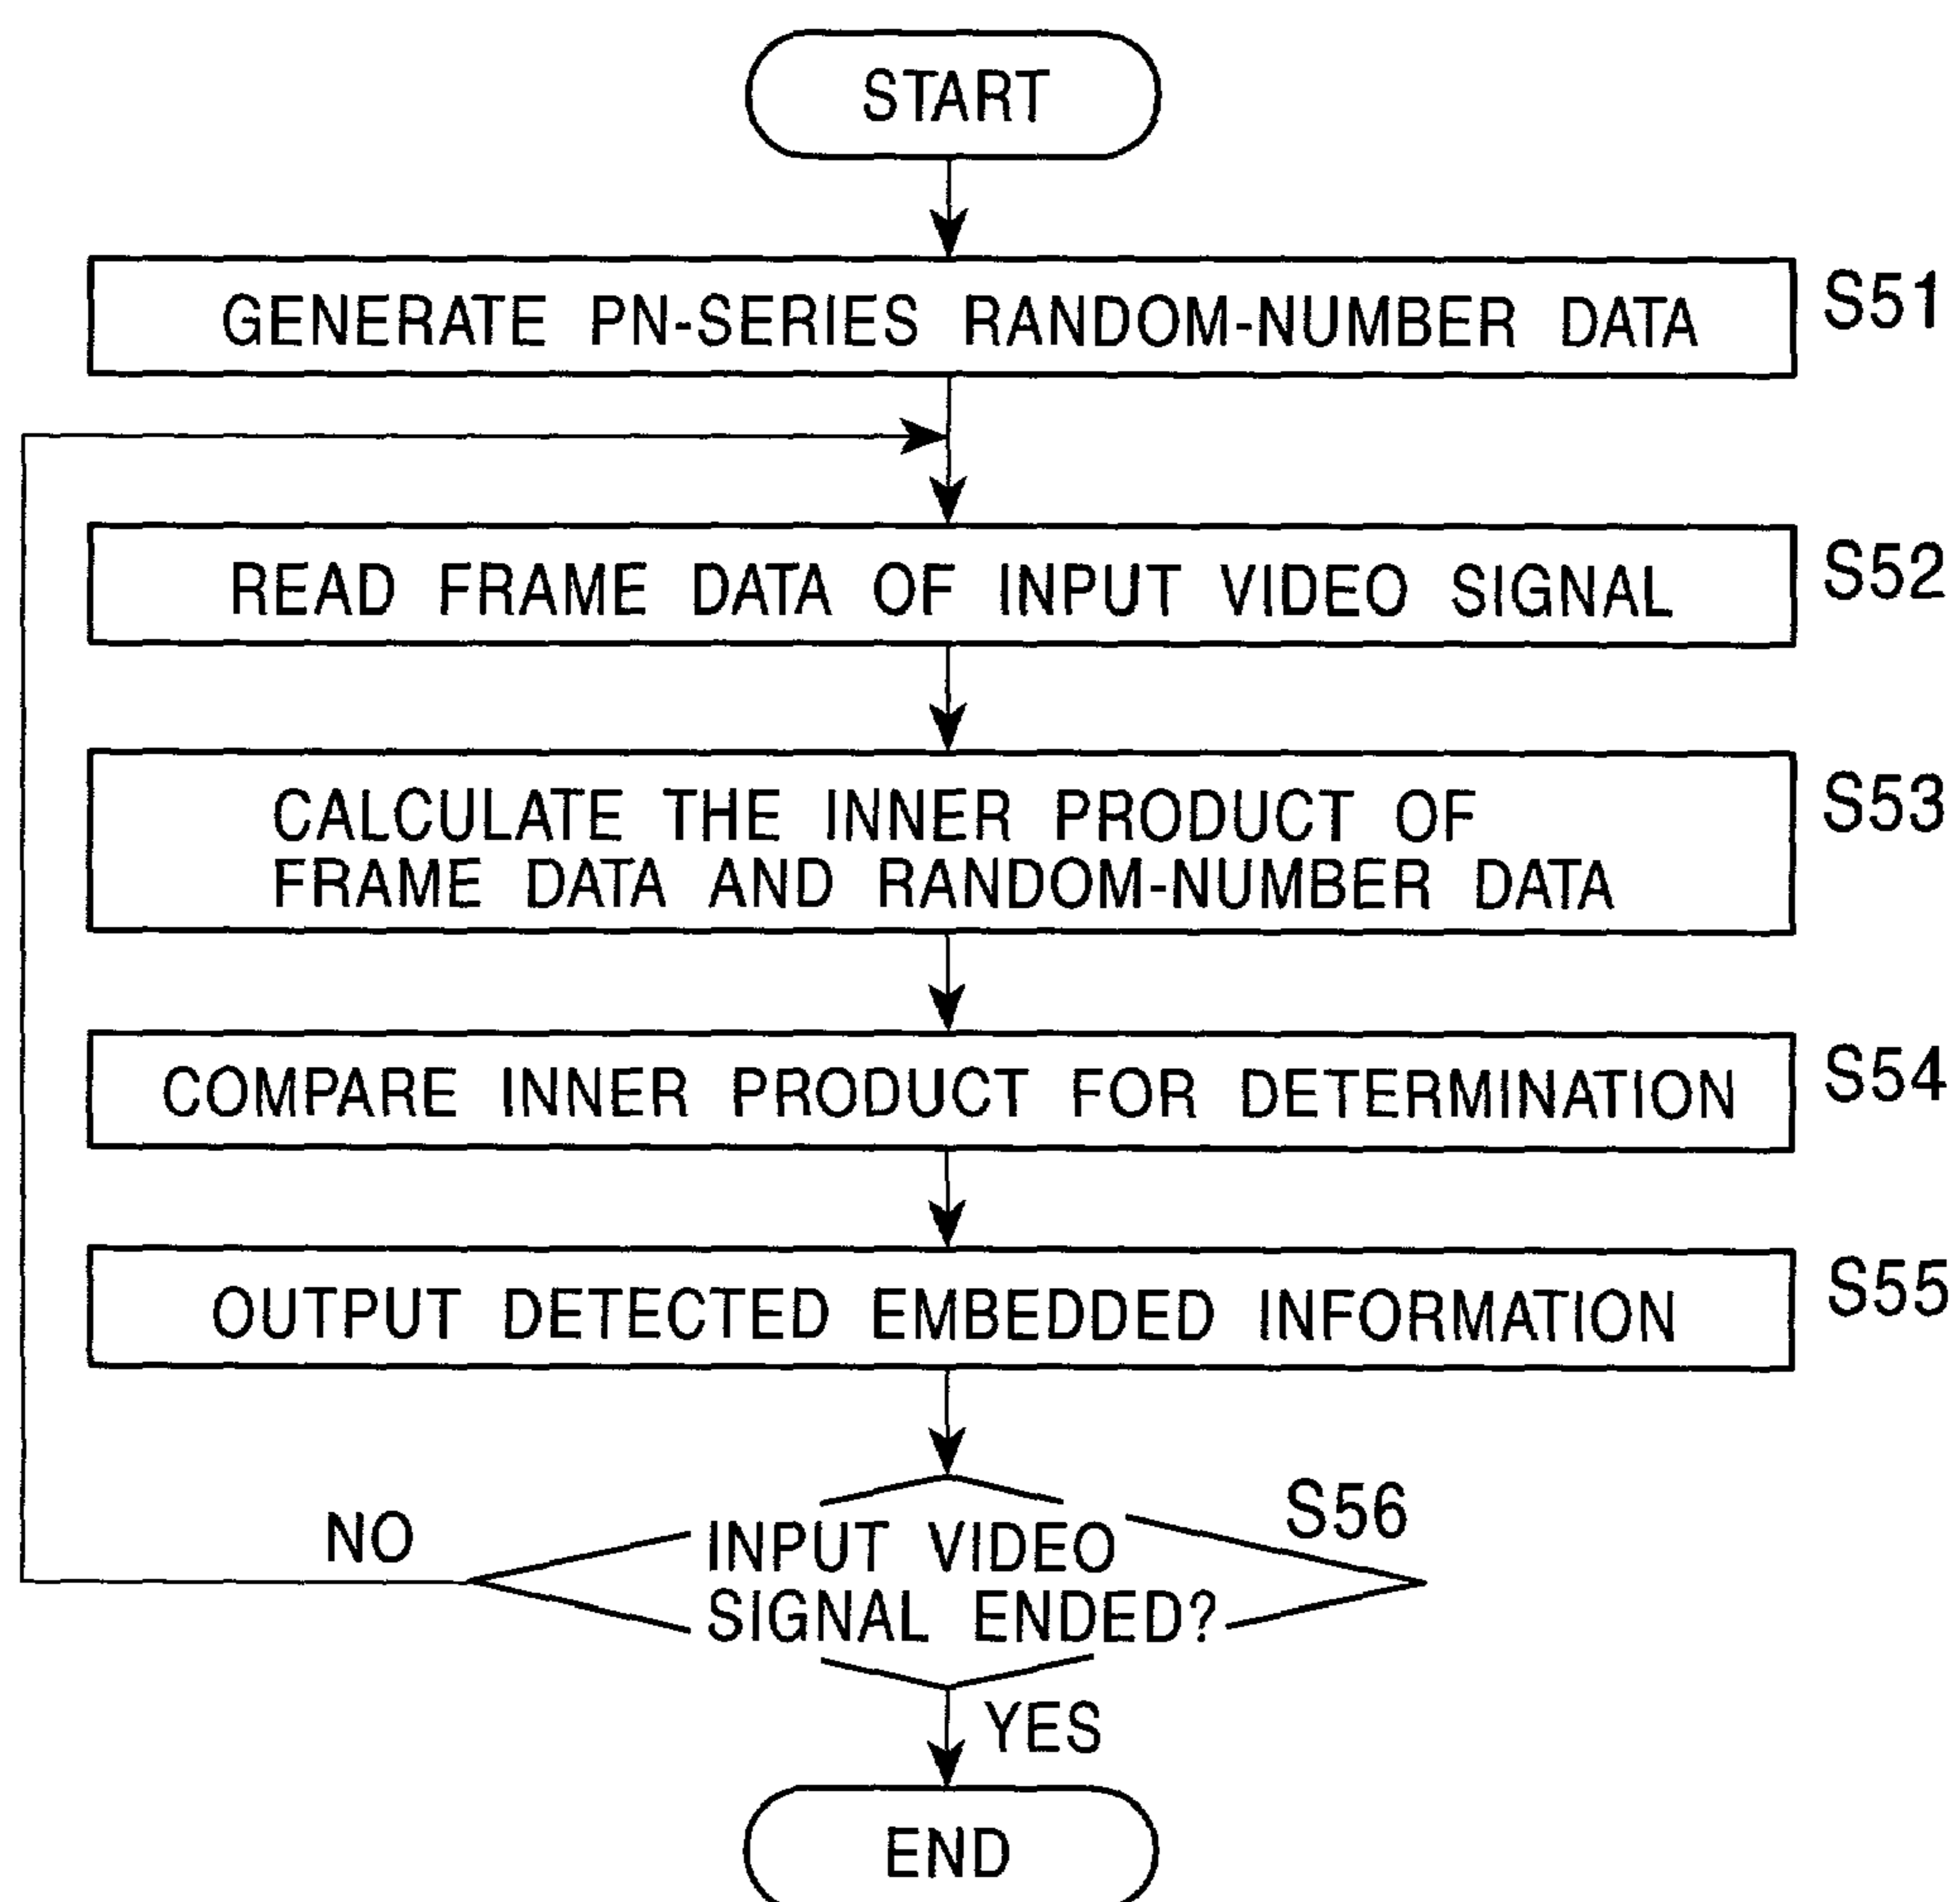 START
GENERATE PN-SERIES RANDOM-NUMBER DATA S51
READ FRAME DATA OF INPUT VIDEO SIGNAL S52
CALCULATE THE INNER PRODUCT OF S53
FRAME DATA AND RANDOM-NUMBER DATA
COMPARE INNER PRODUCT FOR DETERMINATION S54
OUTPUT DETECTED EMBEDDED INFORMATION S55
S56
NO
INPUT VIDEO
SIGNAL ENDED?
YES
END